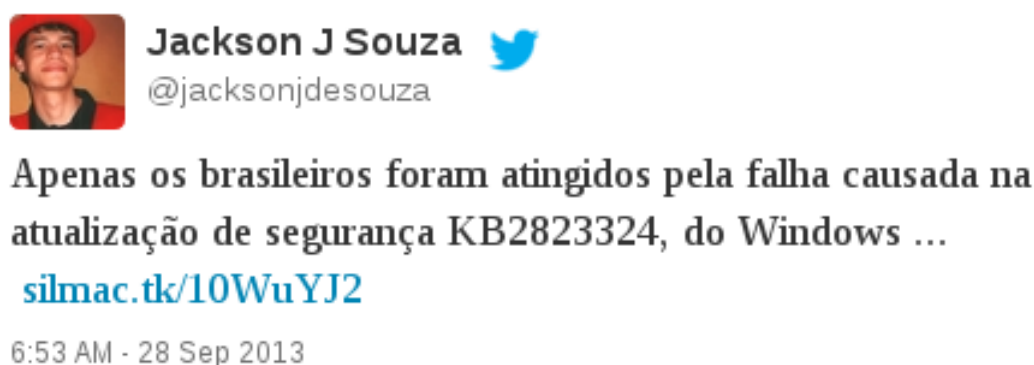 Jackson J Souza
@jacksonjdesouza
Apenas os brasileiros foram atingidos pela falha causada na
atualização de segurança KB2823324, do Windows ...
silmac.tk/10WuYJ2
6:53 AM - 28 Sep 2013